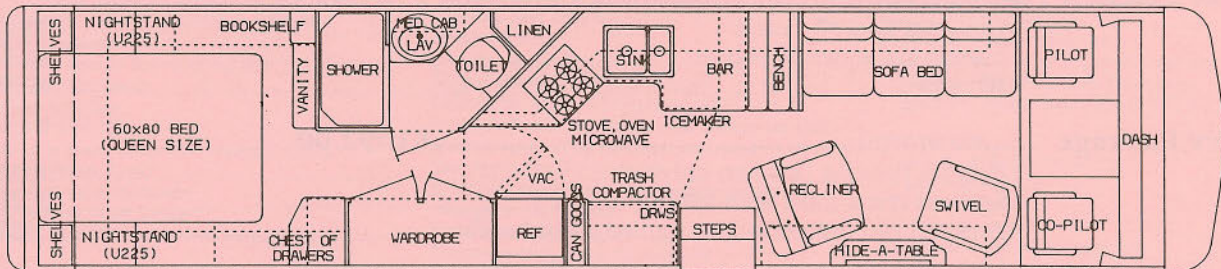 SHELVES
NIGHTSTAND
(U225)
BOOKSHELF
VANITY
SHOWER
MED CAB
LAV
TOILET
LINEN
SINK
BAR
BENCH
SOFA BED
PILOT
60x80 BED
(QUEEN SIZE)
STOVE, OVEN
MICROWAVE
ICEMAKER
DASH
SHELVES
NIGHTSTAND
(U225)
CHEST OF
DRAWERS
WARDROBE
VAC
REF
CAN GOODS
TRASH
COMPACTOR
DRWS
STEPS
RECLINER
SWIVEL
HIDE-A-TABLE
CO-PILOT